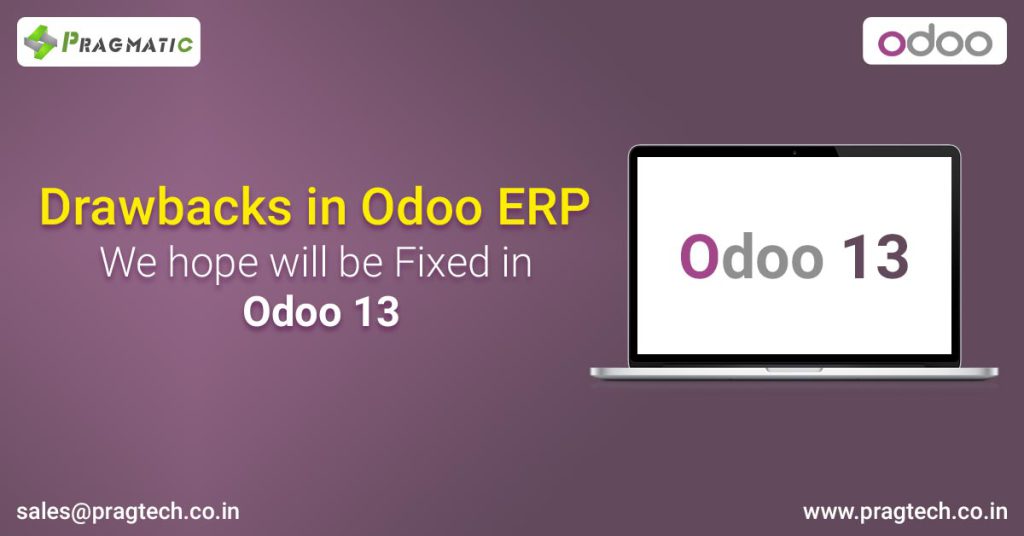 PRAGMATIC
odoo
Drawbacks in Odoo ERP
We hope will be Fixed in
Odoo 13
Odoo 13
sales@pragtech.co.in
www.pragtech.co.in